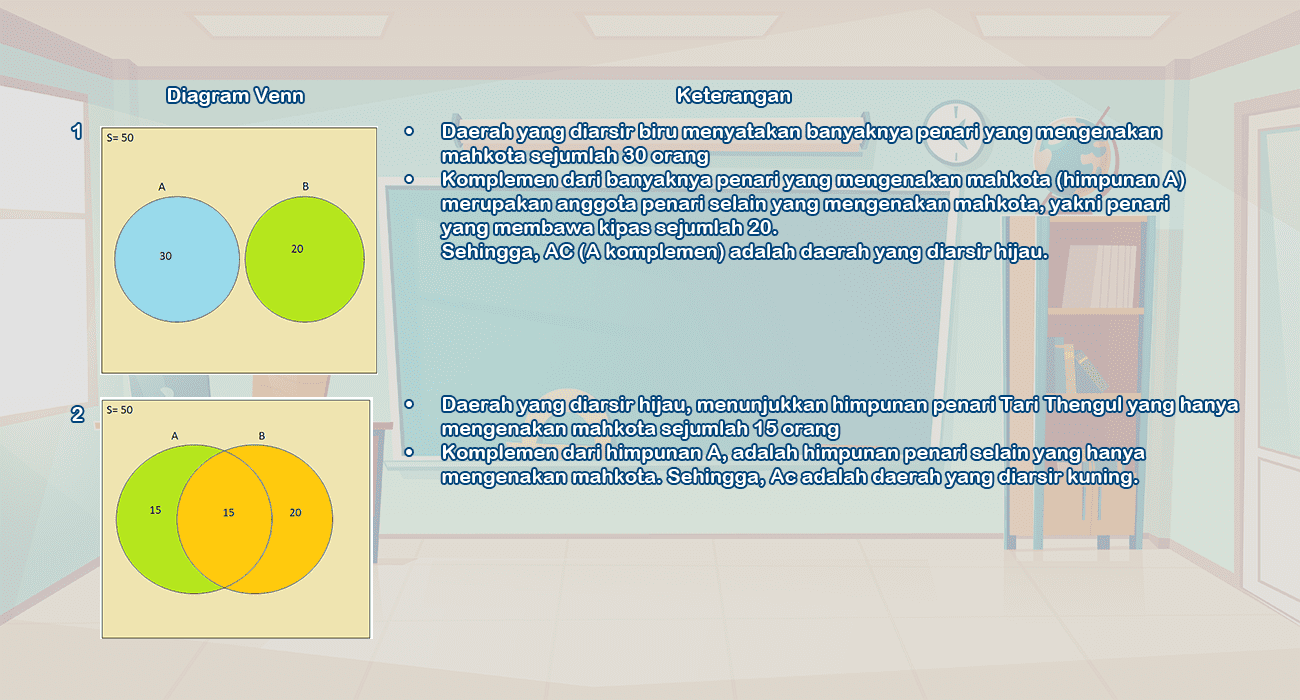 Diagram Venn
Keterangan
1
S= 50
A
B
30
20
• Daerah yang diarsir biru menyatakan banyaknya penari yang mengenakan
mahkota sejumlah 30 orang
• Komplemen dari banyaknya penari yang mengenakan mahkota (himpunan A)
merupakan anggota penari selain yang mengenakan mahkota, yakni penari
yang membawa kipas sejumlah 20.
Sehingga, AC (A komplemen) adalah daerah yang diarsir hijau.
2
S= 50
A
B
15
15
20
• Daerah yang diarsir hijau, menunjukkan himpunan penari Tari Thengul yang hanya
mengenakan mahkota sejumlah 15 orang
• Komplemen dari himpunan A, adalah himpunan penari selain yang hanya
mengenakan mahkota. Sehingga, Ac adalah daerah yang diarsir kuning.